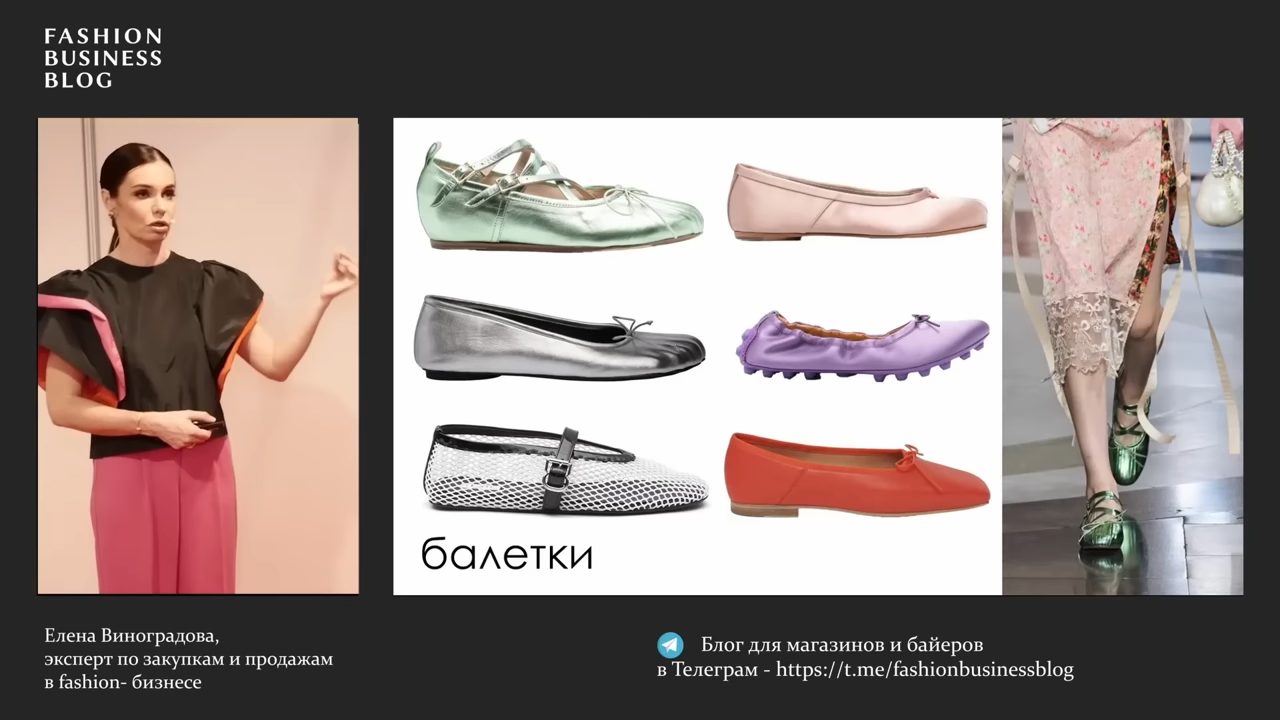 FASHION
BUSINESS
BLOG
балетки
Елена Виноградова,
эксперт по закупкам и продажам
в fashion- бизнесе
Блог для магазинов и байеров
в Телеграм - https://t.me/fashionbusinessblog